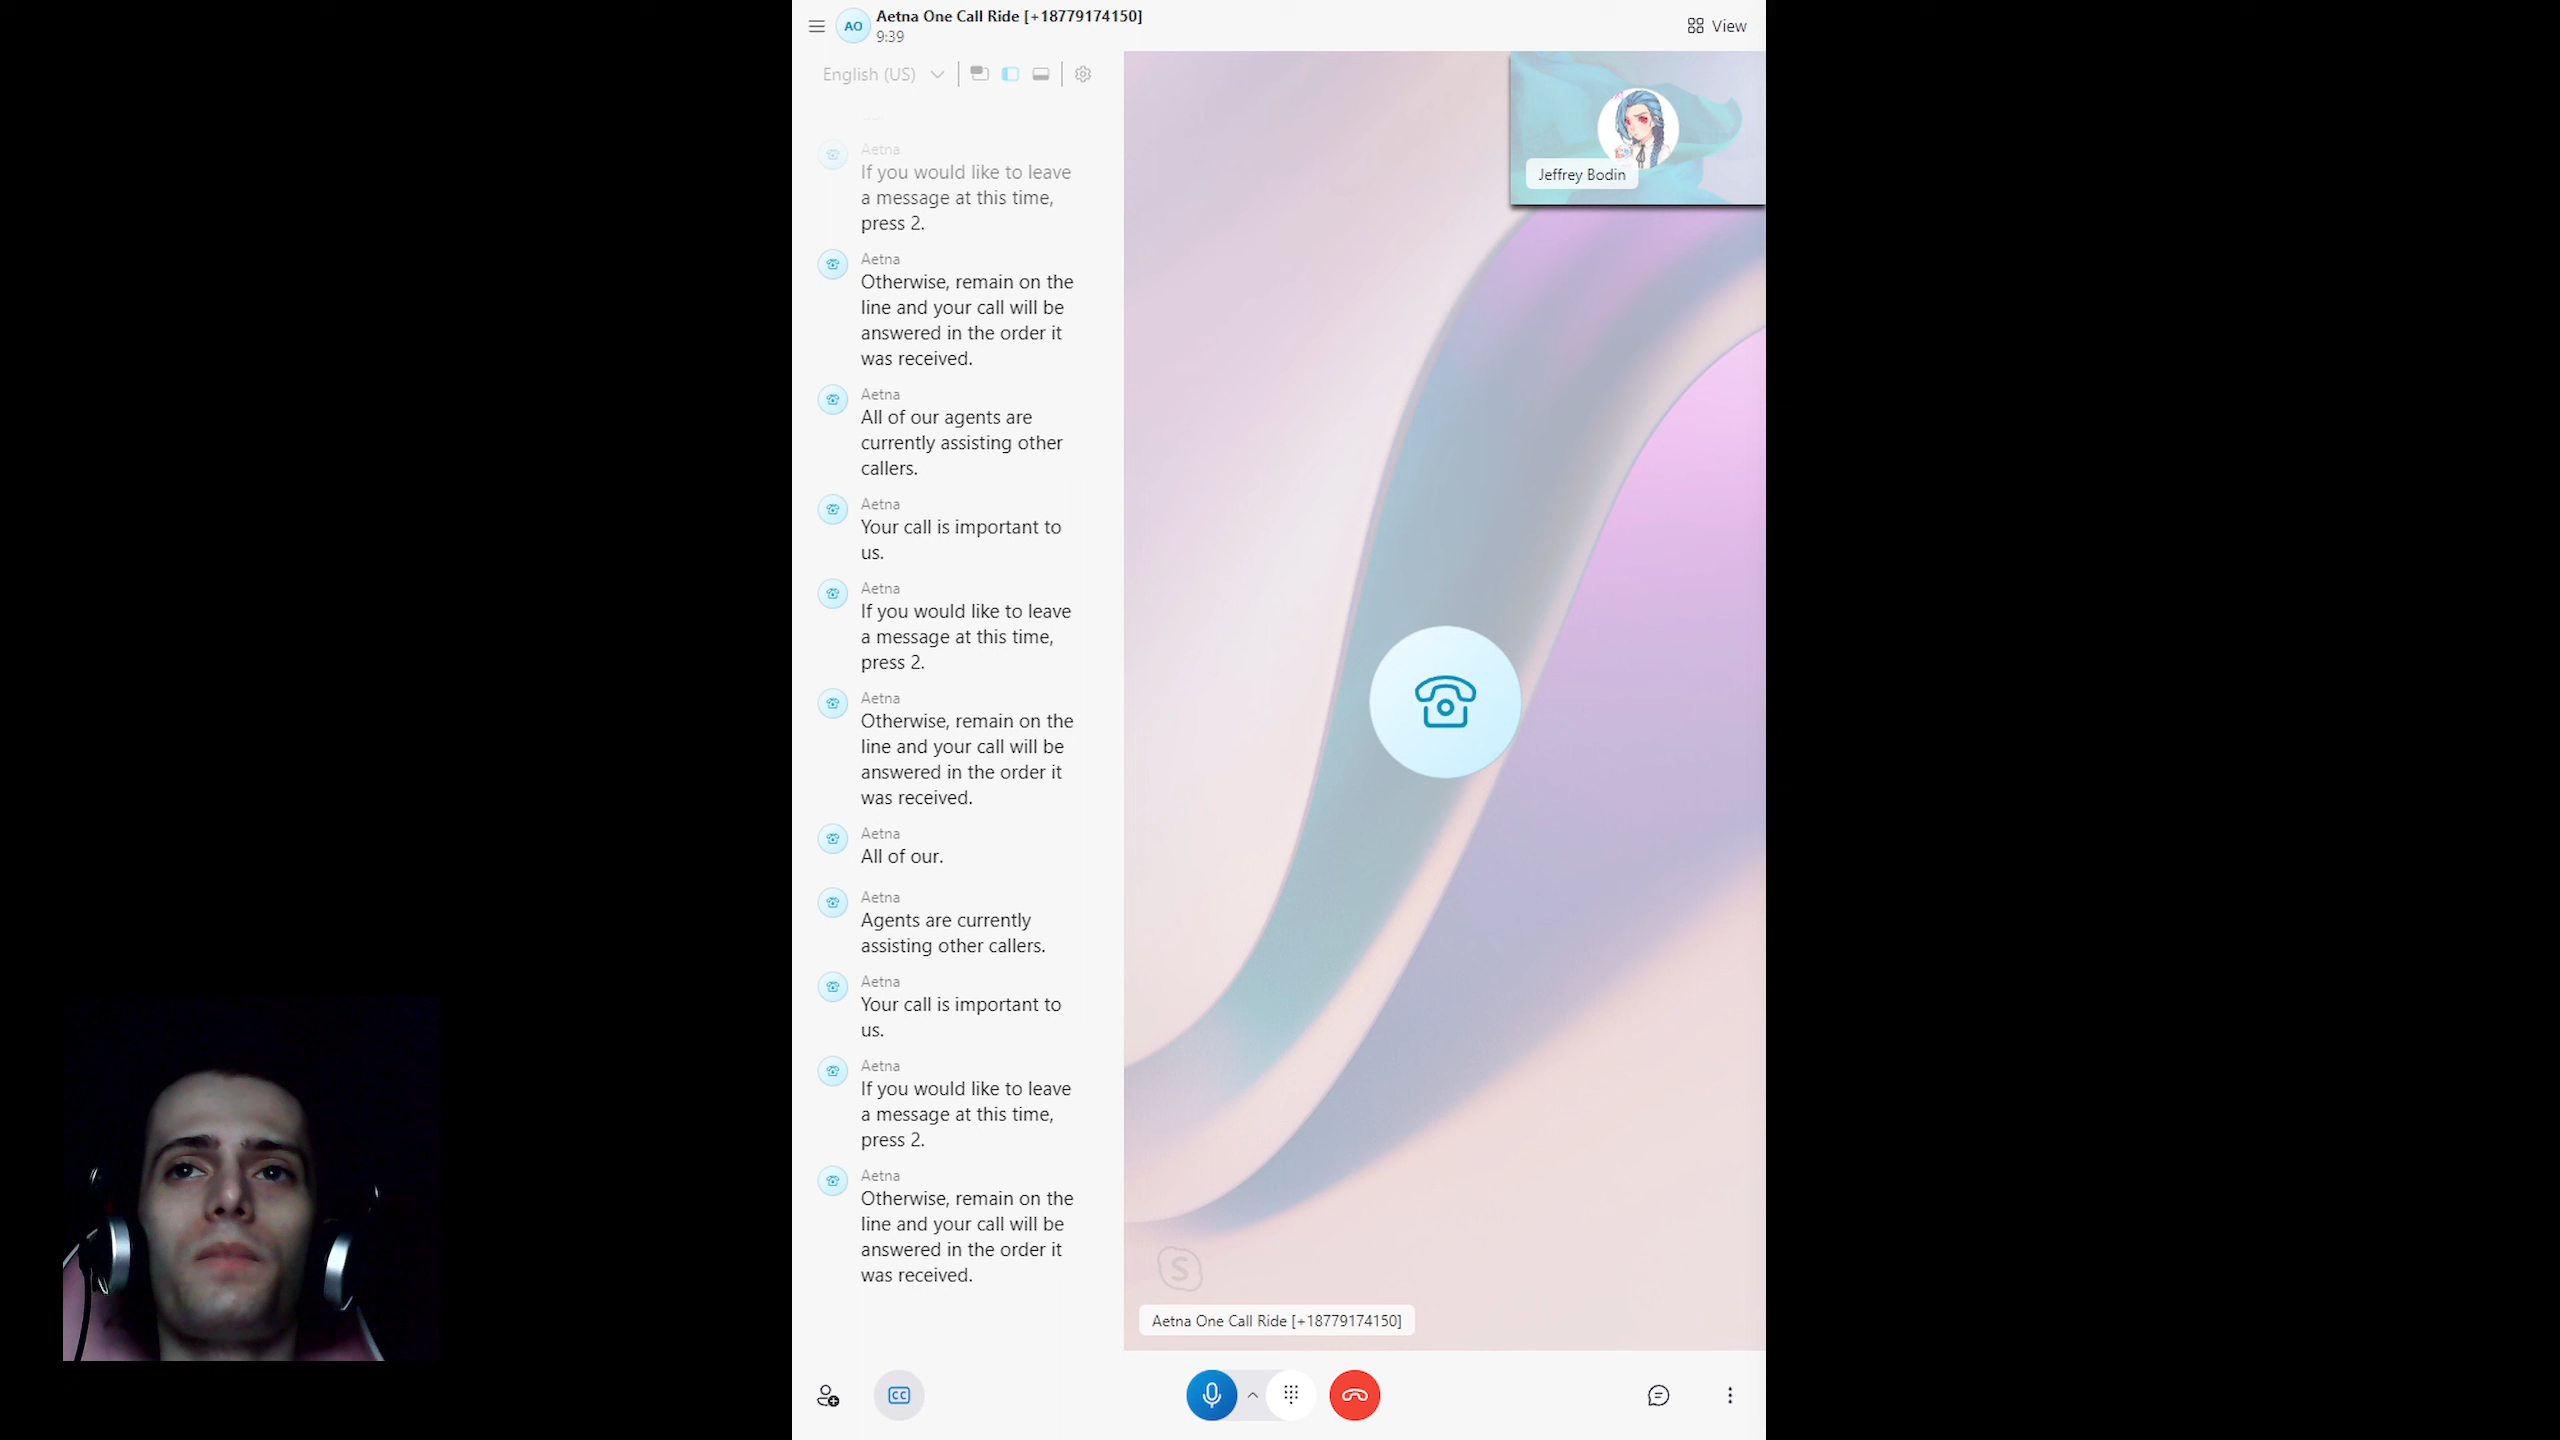 AO
Aetna One Call Ride [+18779174150]
9:39
View
English (US)
Aetna
If you would like to leave
a message at this time,
press 2.
Aetna
Otherwise, remain on the
line and your call will be
answered in the order it
was received.
Aetna
All of our agents are
currently assisting other
callers.
Aetna
Your call is important to
us.
Aetna
If you would like to leave
a message at this time,
press 2.
Aetna
Otherwise, remain on the
line and your call will be
answered in the order it
was received.
Aetna
All of our.
Aetna
Agents are currently
assisting other callers.
Aetna
Your call is important to
us.
Aetna
If you would like to leave
a message at this time,
press 2.
Aetna
Otherwise, remain on the
line and your call will be
answered in the order it
was received.
Jeffrey Bodin
S
Aetna One Call Ride [+18779174150]
CC